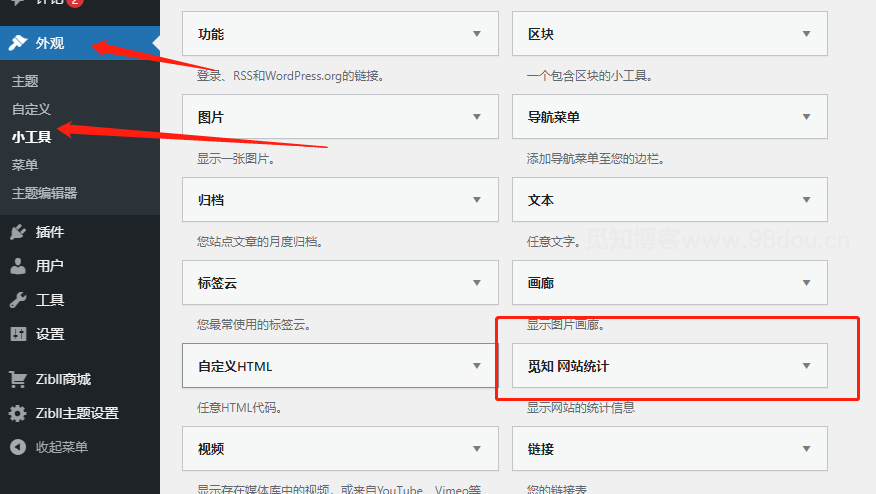 评论 2
外观
主题
自定义
小工具
菜单
主题编辑器
插件
用户
工具
设置
Zibll商城
Zibll主题设置
收起菜单
功能
区块
登录、RSS和WordPress.org的链接。
一个包含区块的小工具。
图片
导航菜单
显示一张图片。
添加导航菜单至您的边栏。
归档
文本
您站点文章的月度归档。
任意文字。
觅知博客www.98dou.cn
标签云
画廊
您最常使用的标签云。
显示图片画廊。
自定义HTML
觅知 网站统计
任意HTML代码。
显示网站的统计信息
视频
链接
显示存在媒体库中的视频，或来自YouTube、Vimeo等
您的链接表